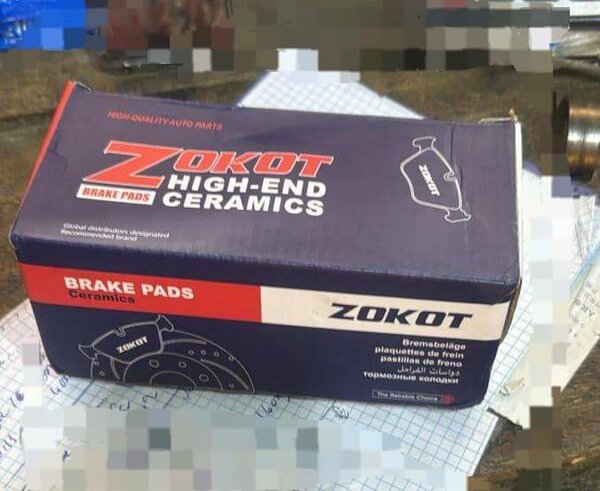 HIGH-QUALITY AUTO PARTS
ZOKOT
BRAKE PADS
HIGH-END
CERAMICS
ZOKOT
Global distributors designated
Recommended brand
BRAKE PADS
Ceramics
ZOKOT
ZOKOT
Bremsbeläge
plaquettes de frein
pastillas de freno
دواسات الفرامل
тормозные колодки
The Reliable Choice